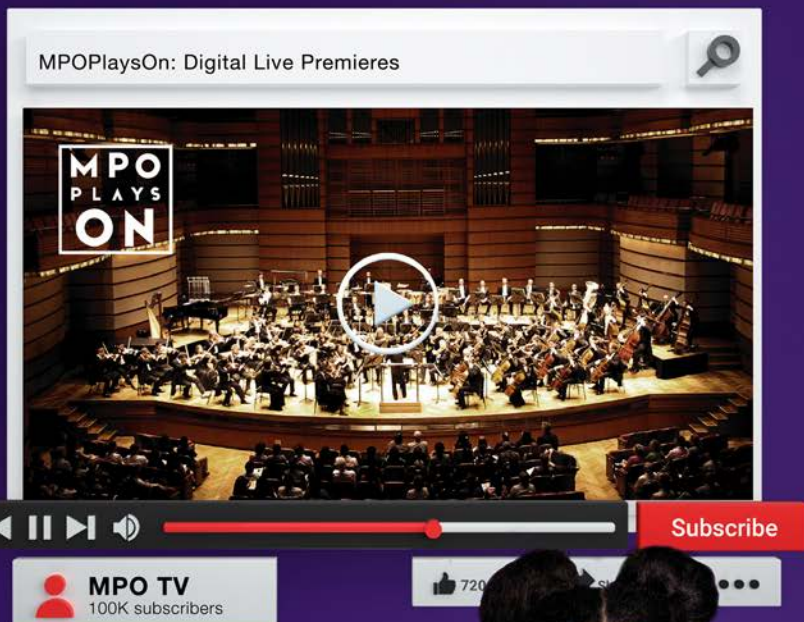 MPOPlaysOn: Digital Live Premieres
MPO
PLAYS
ON
Subscribe
MPO TV
100K subscribers
720